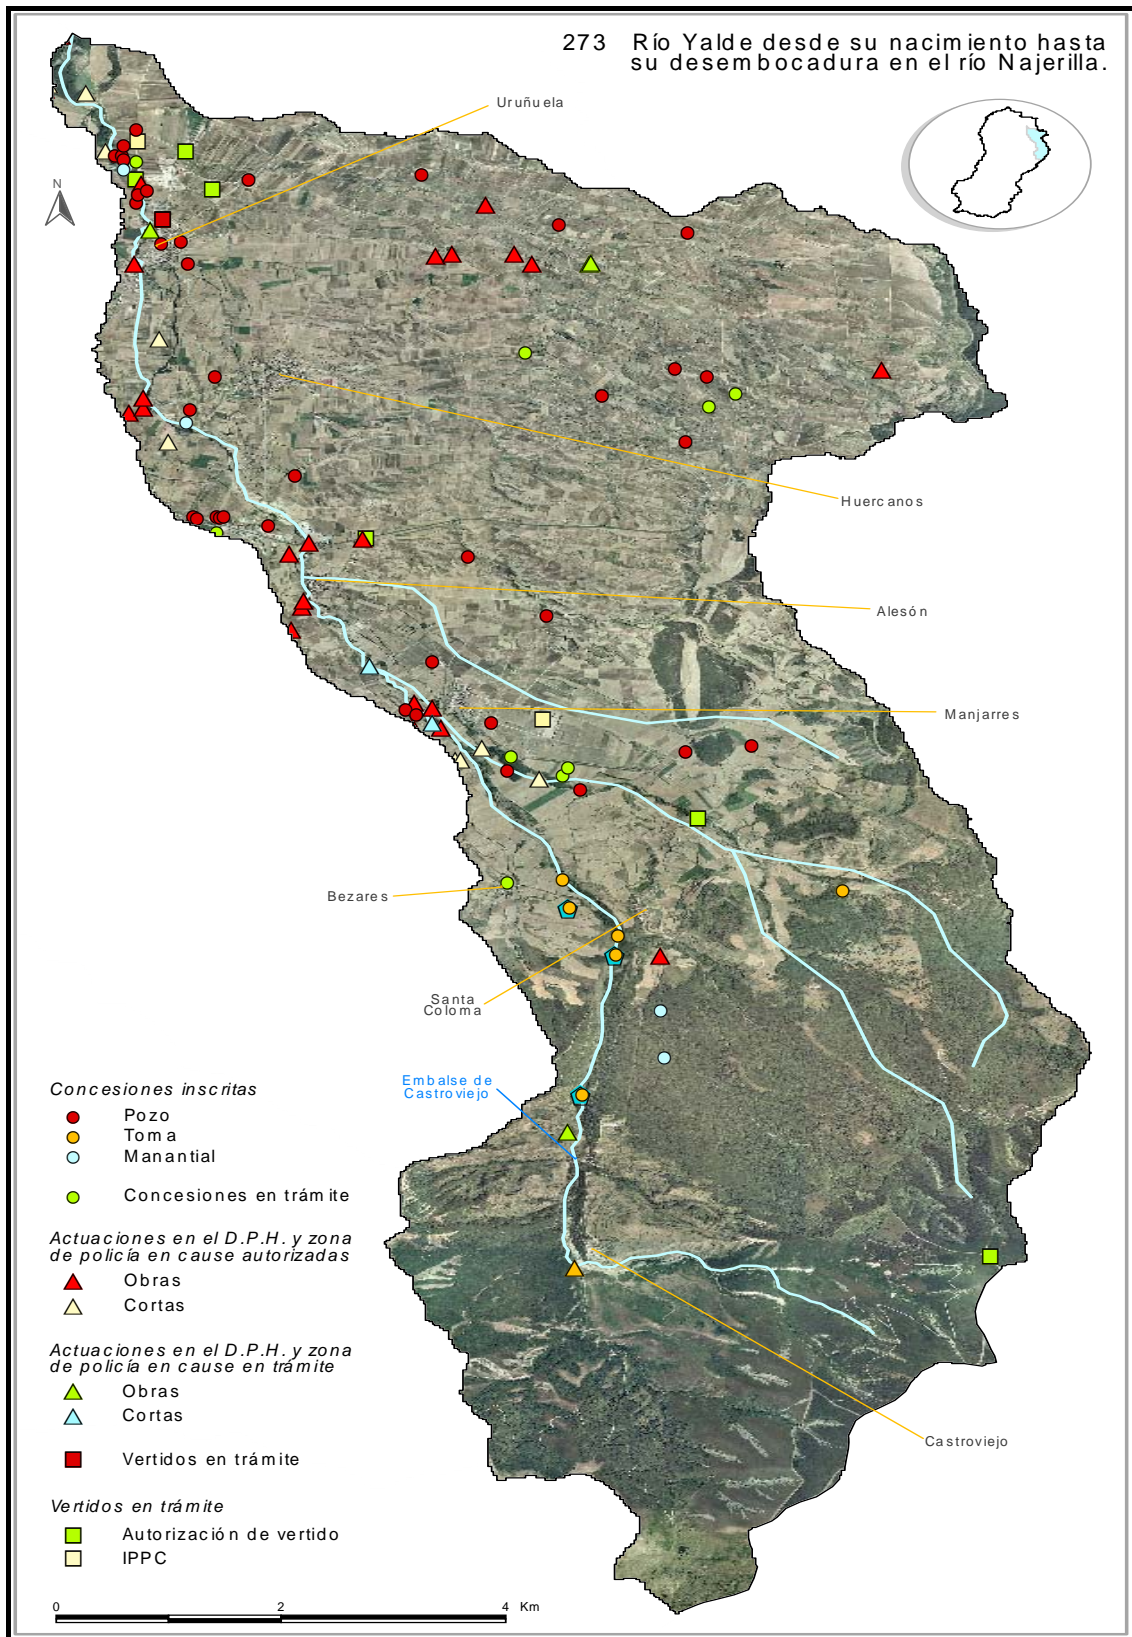 273 Río Yalde desde su nacimiento hasta
su desembocadura en el río Najerilla.
Uruñuela
N
Huercanos
Alesón
Manjarres
Bezares
Santa
Coloma
Embalse de
Castroviejo
Castroviejo
Concesiones inscritas
Pozo
Toma
Manantial
Concesiones en trámite
Actuaciones en el D.P.H. y zona
de policía en cause autorizadas
Obras
Cortas
Actuaciones en el D.P.H. y zona
de policía en cause en trámite
Obras
Cortas
Vertidos en trámite
Vertidos en trámite
Autorización de vertido
IPPC
0 2 4 Km